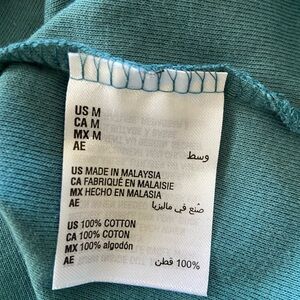 US M
CA M
MX M
AE وسط
US MADE IN MALAYSIA
CA FABRIQUÉ EN MALAISIE
MX HECHO EN MALASIA
AE صُنع في ماليزيا
US 100% COTTON
CA 100% COTON
MX 100% algodón
AE 100% قطن